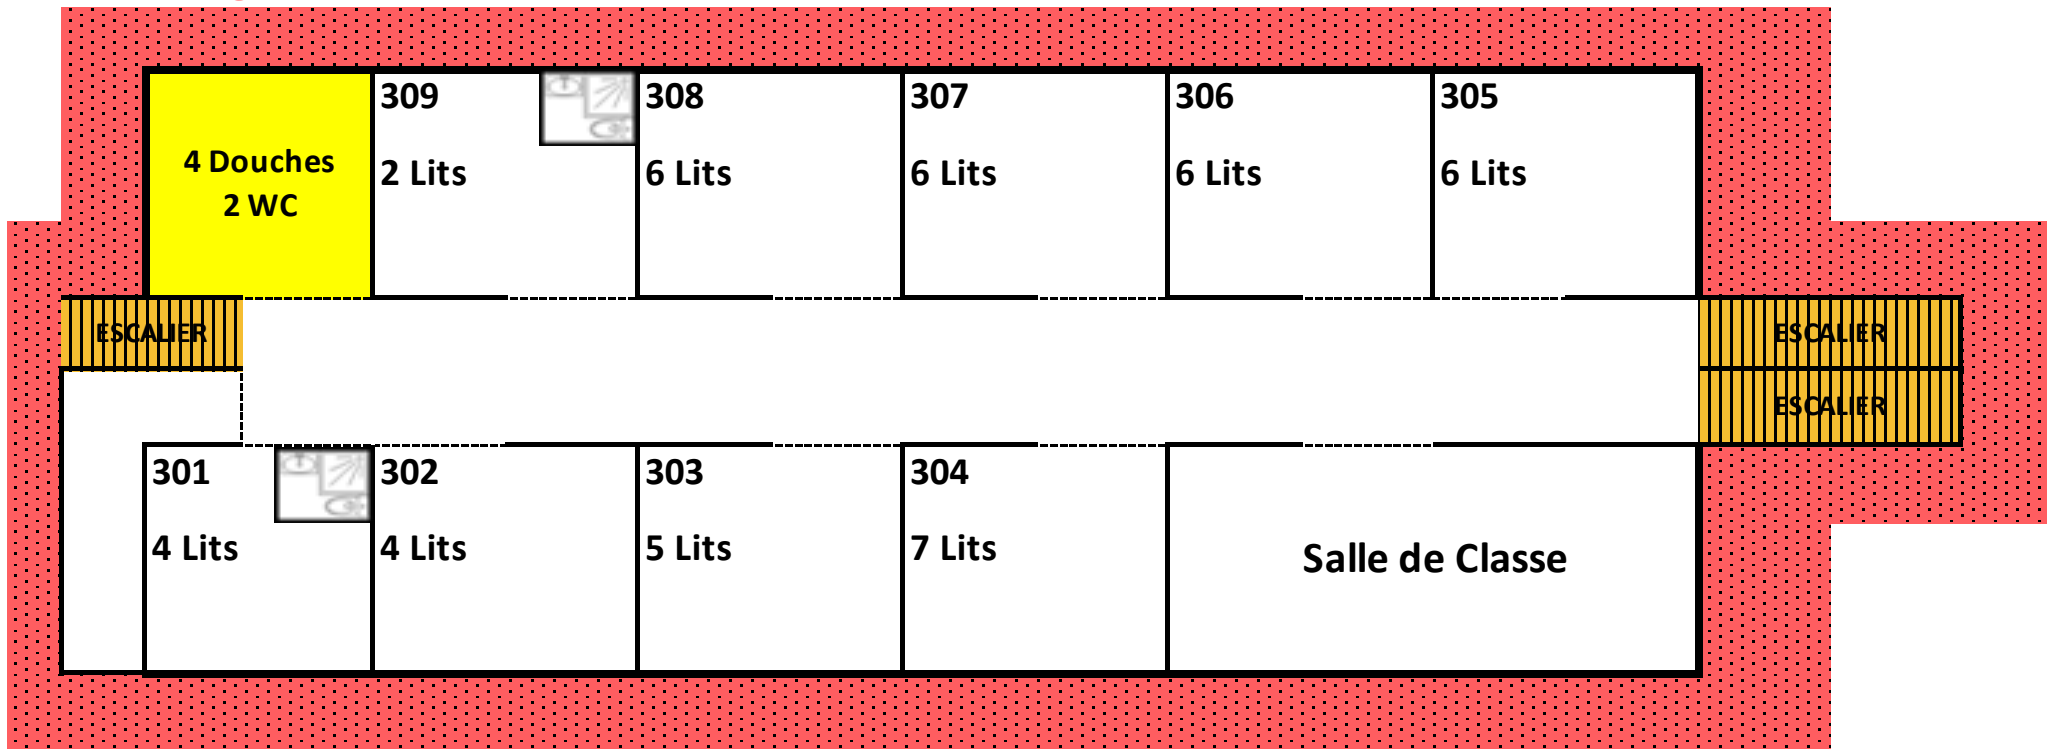 309
308
307
306
305
4 Douches
2 WC
2 Lits
6 Lits
6 Lits
6 Lits
6 Lits
ESCALIER
ESCALIER
ESCALIER
301
302
303
304
4 Lits
4 Lits
5 Lits
7 Lits
Salle de Classe